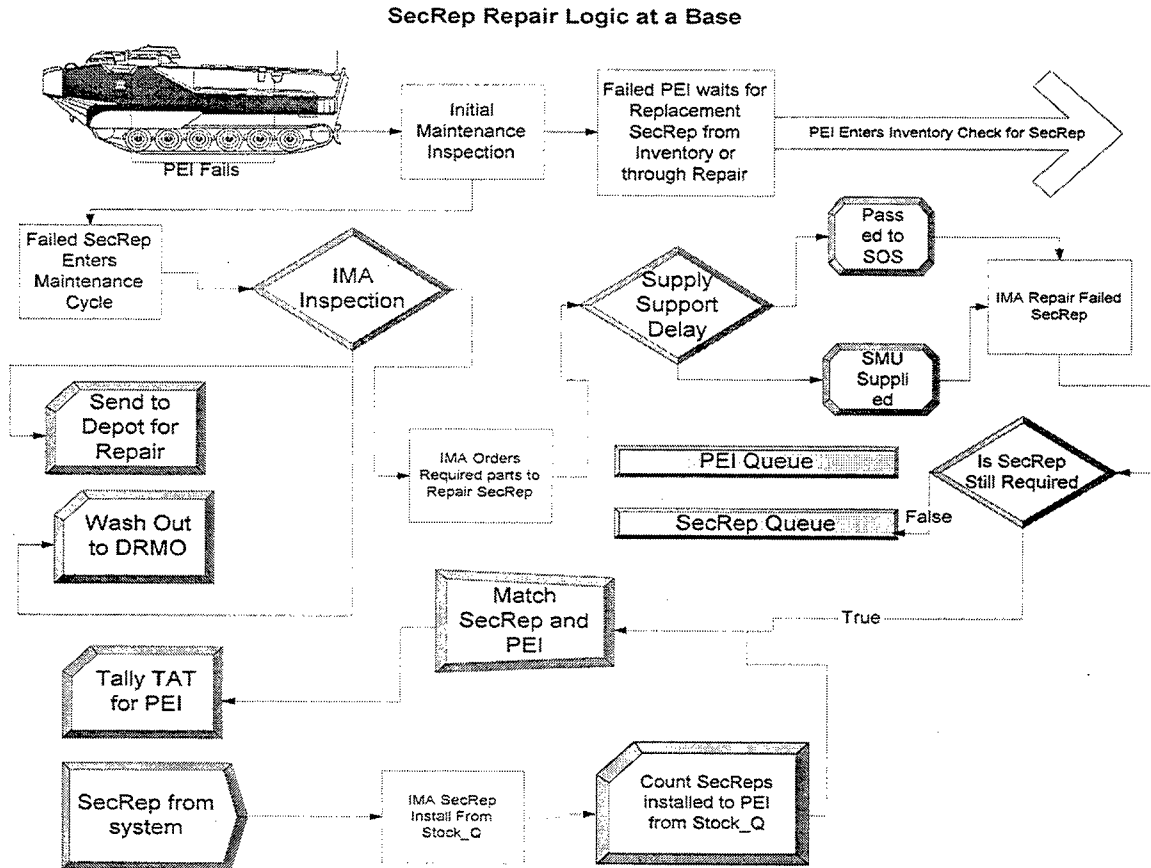 SecRep Repair Logic at a Base
PEI Fails
Initial
Maintenance
Inspection
Failed PEI waits for
Replacement
SecRep from
Inventory or
through Repair
PEI Enters Inventory Check for SecRep
Failed SecRep
Enters
Maintenance
Cycle
IMA
Inspection
Supply
Support
Delay
Pass
ed to
SOS
SMU
Suppli
ed
IMA Repair Failed
SecRep
Send to
Depot for
Repair
Wash Out
to DRMO
IMA Orders
Required parts to
Repair SecRep
PEI Queue
SecRep Queue
Is SecRep
Still Required
False
True
Match
SecRep and
PEI
Tally TAT
for PEI
SecRep from
system
IMA SecRep
Install From
Stock_Q
Count SecReps
installed to PEI
from Stock_Q